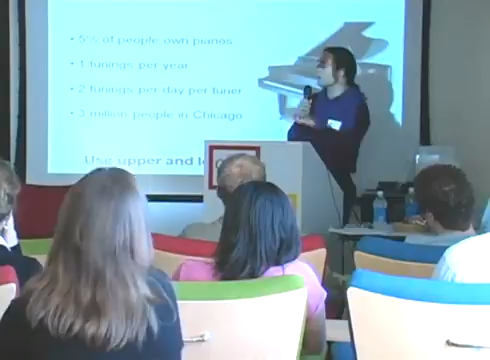 • 5% of people own pianos
• 1 tunings per year
• 2 tunings per day per tuner
• 3 million people in Chicago
Use upper and